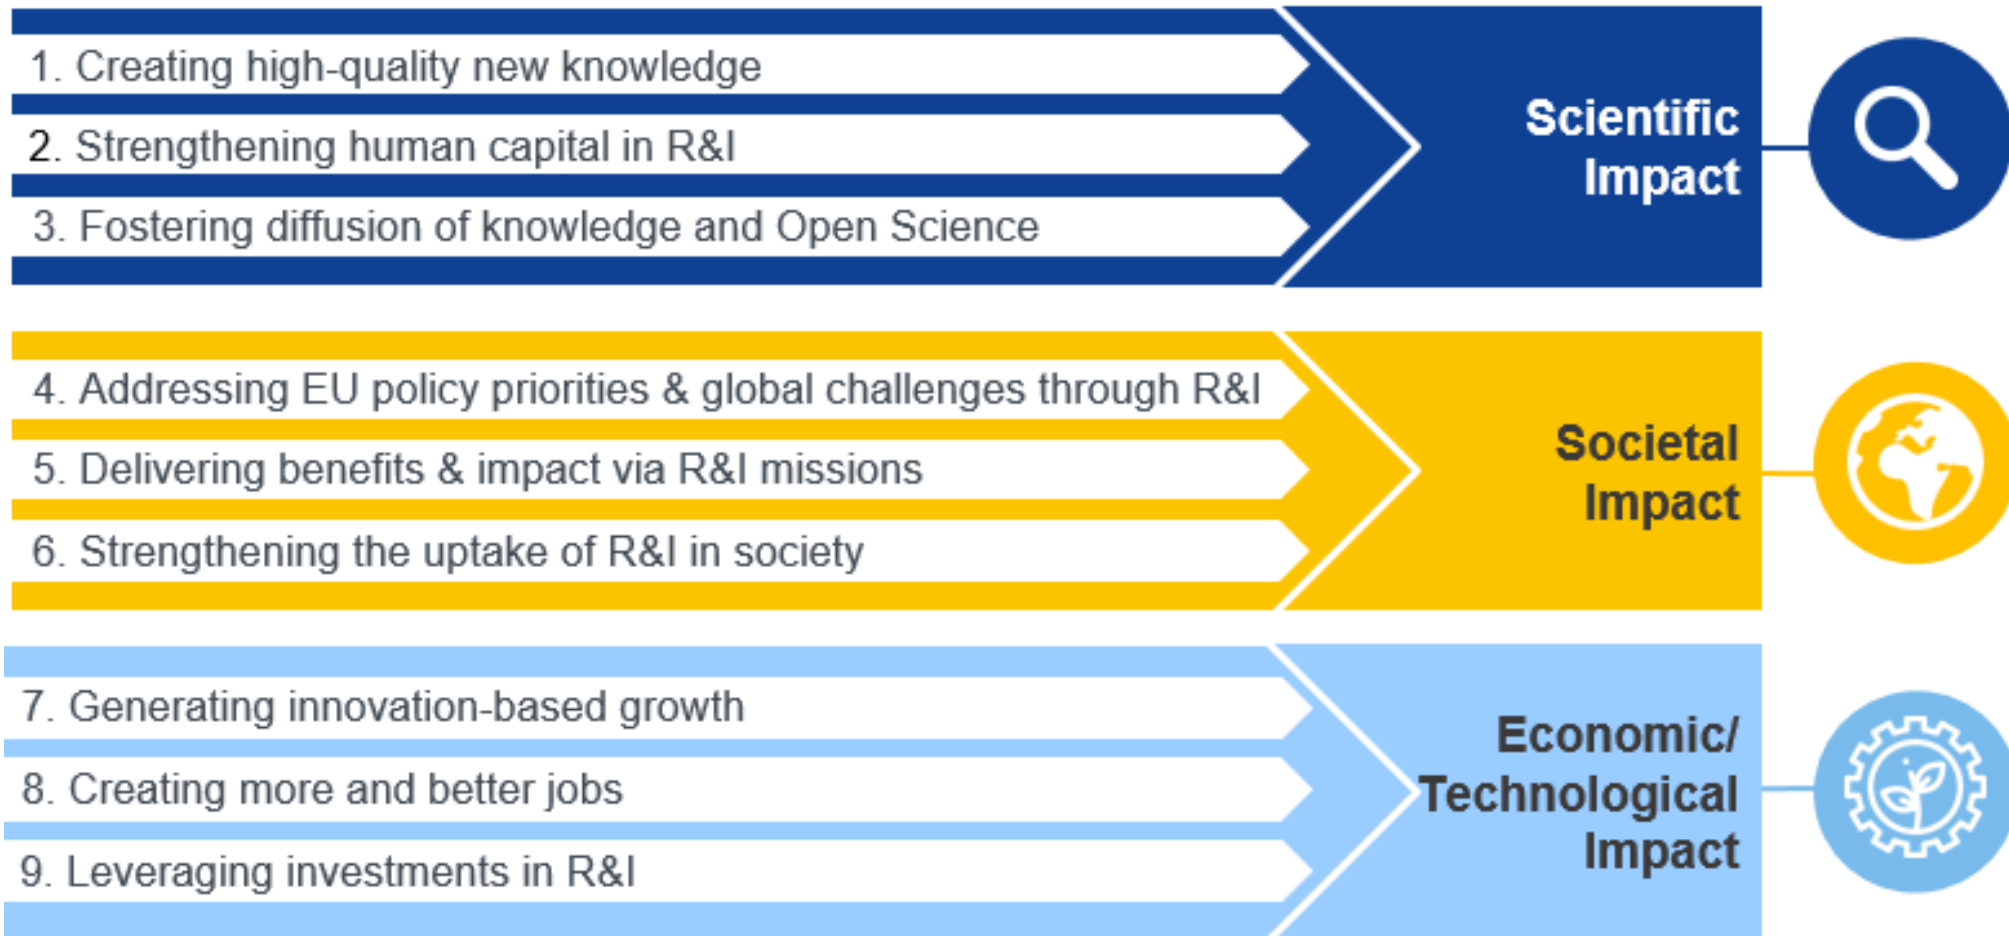 1. Creating high-quality new knowledge
2. Strengthening human capital in R&I
3. Fostering diffusion of knowledge and Open Science
Scientific
Impact
4. Addressing EU policy priorities & global challenges through R&I
5. Delivering benefits & impact via R&I missions
6. Strengthening the uptake of R&I in society
Societal
Impact
7. Generating innovation-based growth
8. Creating more and better jobs
9. Leveraging investments in R&I
Economic/
Technological
Impact